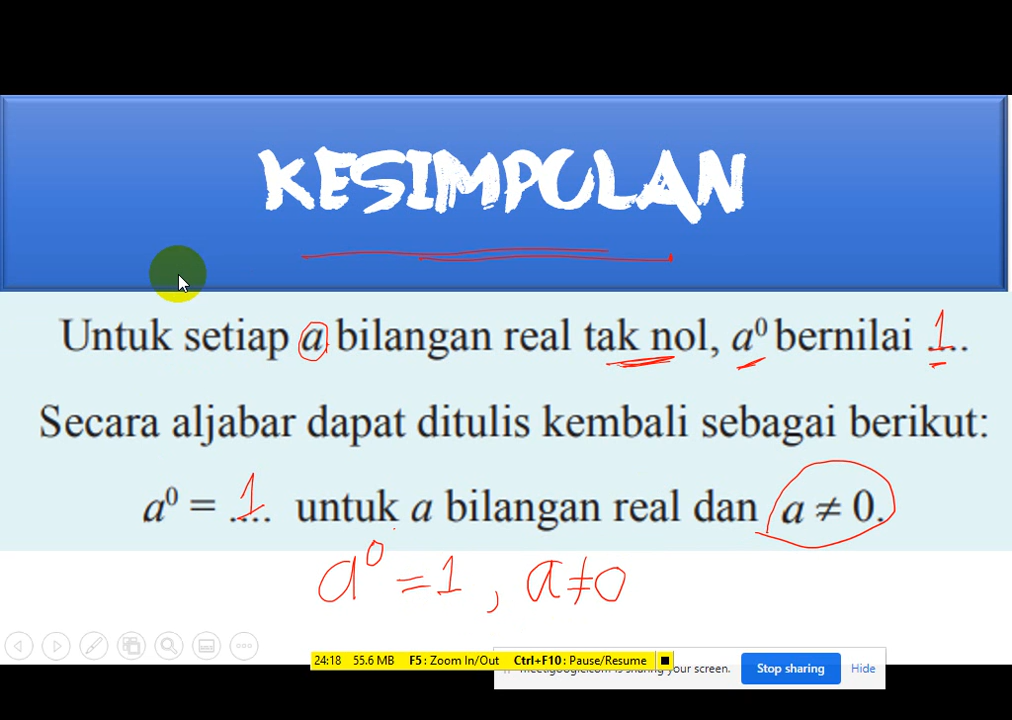 KESIMPULAN
Untuk setiap a bilangan real tak nol, a⁰ bernilai 1....
Secara aljabar dapat ditulis kembali sebagai berikut:
a⁰ = 1.... untuk a bilangan real dan a ≠ 0.
a⁰ = 1 , a ≠ 0
24:18 55.6 MB F5 : Zoom In/Out Ctrl+F10 : Pause/Resume
your screen. Stop sharing Hide